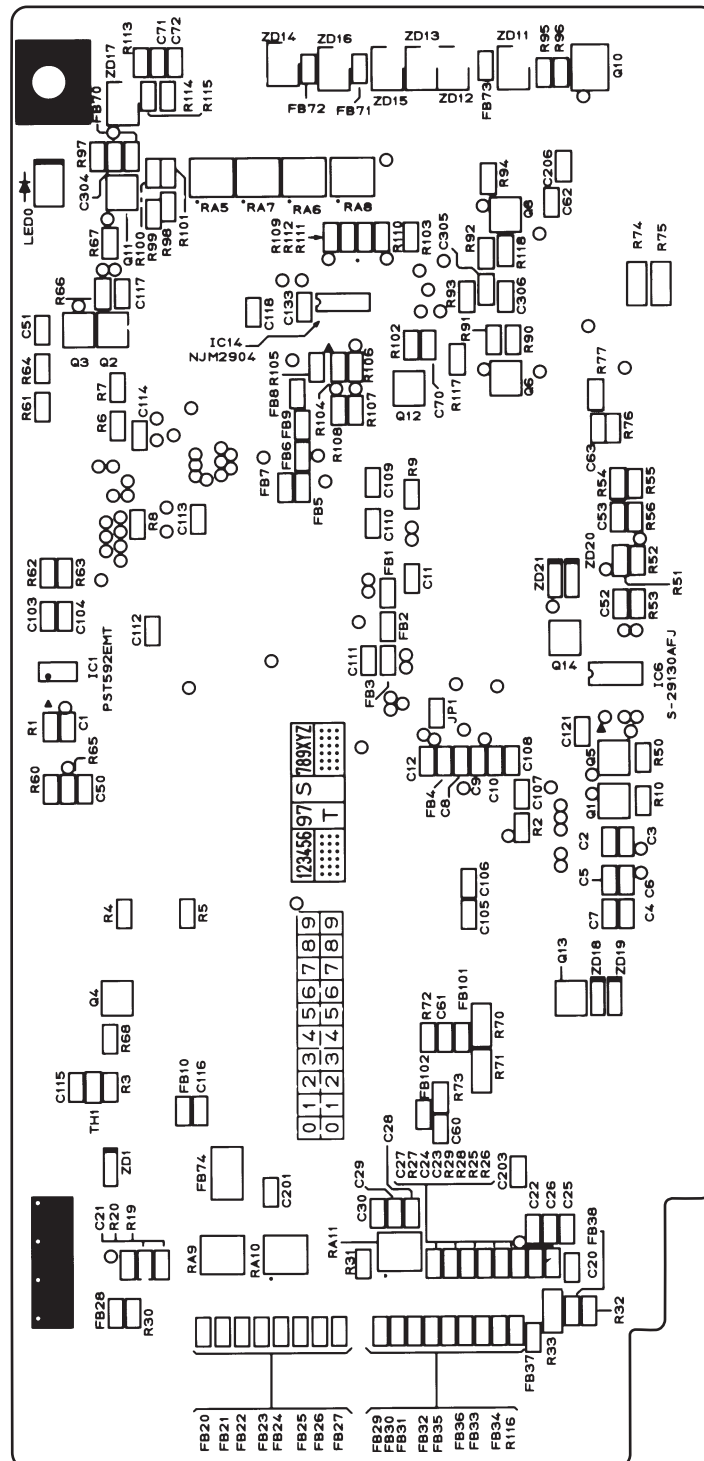 R113
C71
C72
ZD17
FB70
R114
R115
ZD14
ZD16
FB72
FB71
ZD15
ZD13
ZD12
FB73
ZD11
R95
R96
Q10
R97
C304
LED0
R67
Q11
R100
R99
R98
R101
RA5
RA7
RA6
RA8
R109
R112
R111
R110
R103
C305
R92
R94
Q8
R118
C206
C62
R93
C306
R74
R75
R66
C117
C118
C133
IC14
NJM2904
C51
Q3
Q2
R64
R61
R7
R6
C114
R105
R106
FB8
R104
R107
FB9
R108
FB6
FB7
FB5
R102
C70
Q12
R91
R90
R117
Q6
R77
C63
R76
C109
R9
C110
R8
C113
R54
R55
C53
R56
ZD20
R52
R51
ZD21
C52
R53
R62
R63
C103
C104
C112
FB1
C11
FB2
C111
FB3
Q14
IC6
S-29130AFJ
IC1
PST592EMT
R1
C1
R65
R60
C50
JP1
C12
FB4
C8
C9
C10
C108
C107
R2
C121
Q5
R50
Q1
R10
C2
C3
C5
C6
C7
C4
123456 97 S 789XYZ
T
R4
R5
C106
C105
Q13
ZD18
ZD19
Q4
R68
0 1 2 3 4 5 6 7 8 9
0 1 2 3 4 5 6 7 8 9
R72
C61
FB101
R70
R71
FB102
R73
C60
C115
TH1
R3
FB10
C116
ZD1
FB74
C201
C28
C29
C30
C27
R27
C24
C23
R29
R28
R25
R26
C203
C22
C26
C25
FB38
C21
R20
R19
RA9
RA10
RA11
R31
C20
FB28
R30
FB37
R33
R32
FB20
FB21
FB22
FB23
FB24
FB25
FB26
FB27
FB29
FB30
FB31
FB32
FB35
FB36
FB33
FB34
R116